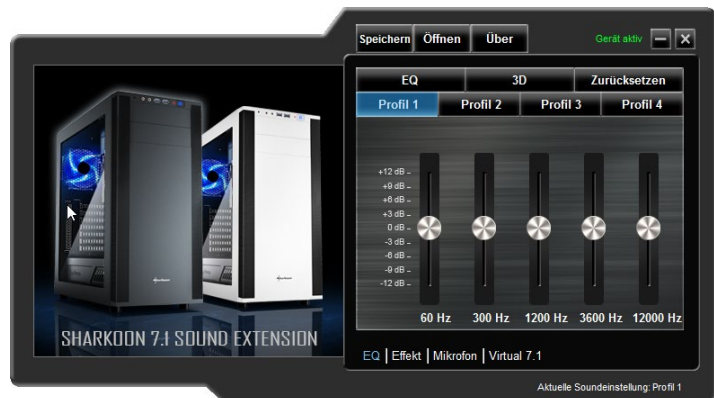 Speichern Öffnen Über Gerät aktiv
EQ 3D Zurücksetzen
Profil 1 Profil 2 Profil 3 Profil 4
+12 dB
+9 dB
+6 dB
+3 dB
0 dB
-3 dB
-6 dB
-9 dB
-12 dB
60 Hz 300 Hz 1200 Hz 3600 Hz 12000 Hz
SHARKOON 7.1 SOUND EXTENSION
EQ | Effekt | Mikrofon | Virtual 7.1
Aktuelle Soundeinstellung: Profil 1